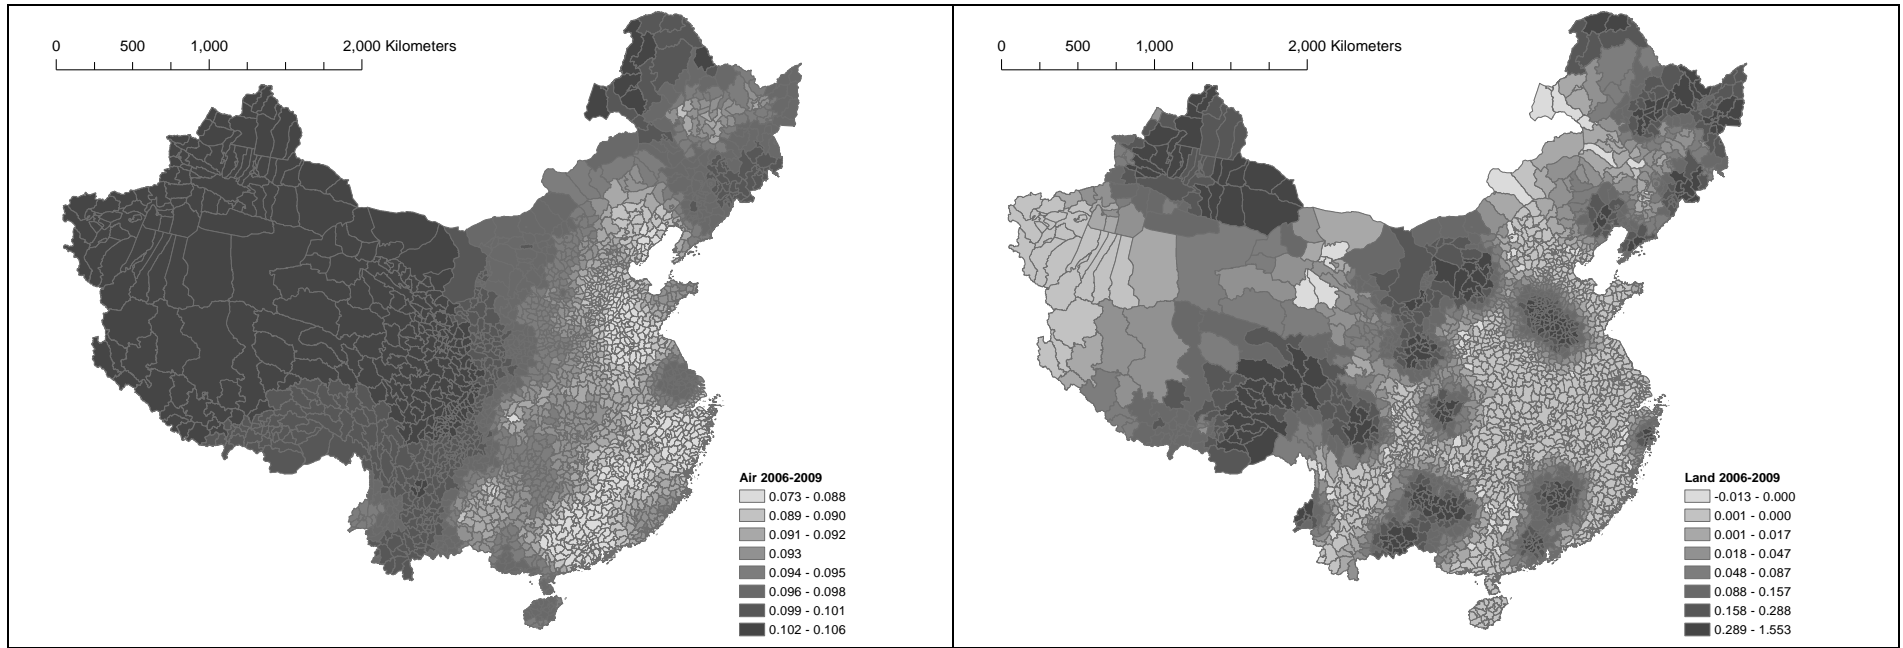 0 500 1,000 2,000 Kilometers
Air 2006-2009
0.073 - 0.088
0.089 - 0.090
0.091 - 0.092
0.093
0.094 - 0.095
0.096 - 0.098
0.099 - 0.101
0.102 - 0.106
0 500 1,000 2,000 Kilometers
Land 2006-2009
-0.013 - 0.000
0.001 - 0.000
0.001 - 0.017
0.018 - 0.047
0.048 - 0.087
0.088 - 0.157
0.158 - 0.288
0.289 - 1.553